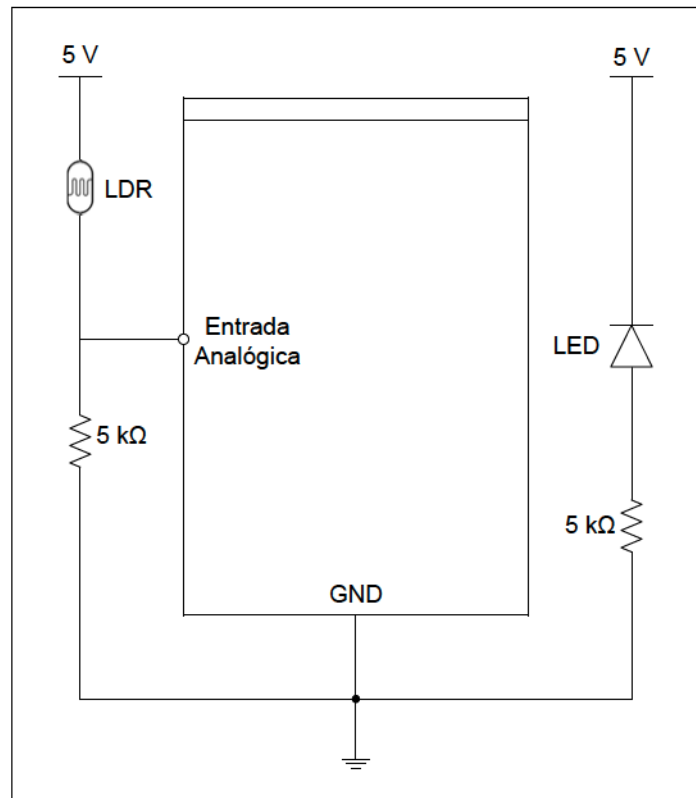 5 V
5 V
LDR
Entrada
Analógica
LED
5 kΩ
5 kΩ
GND